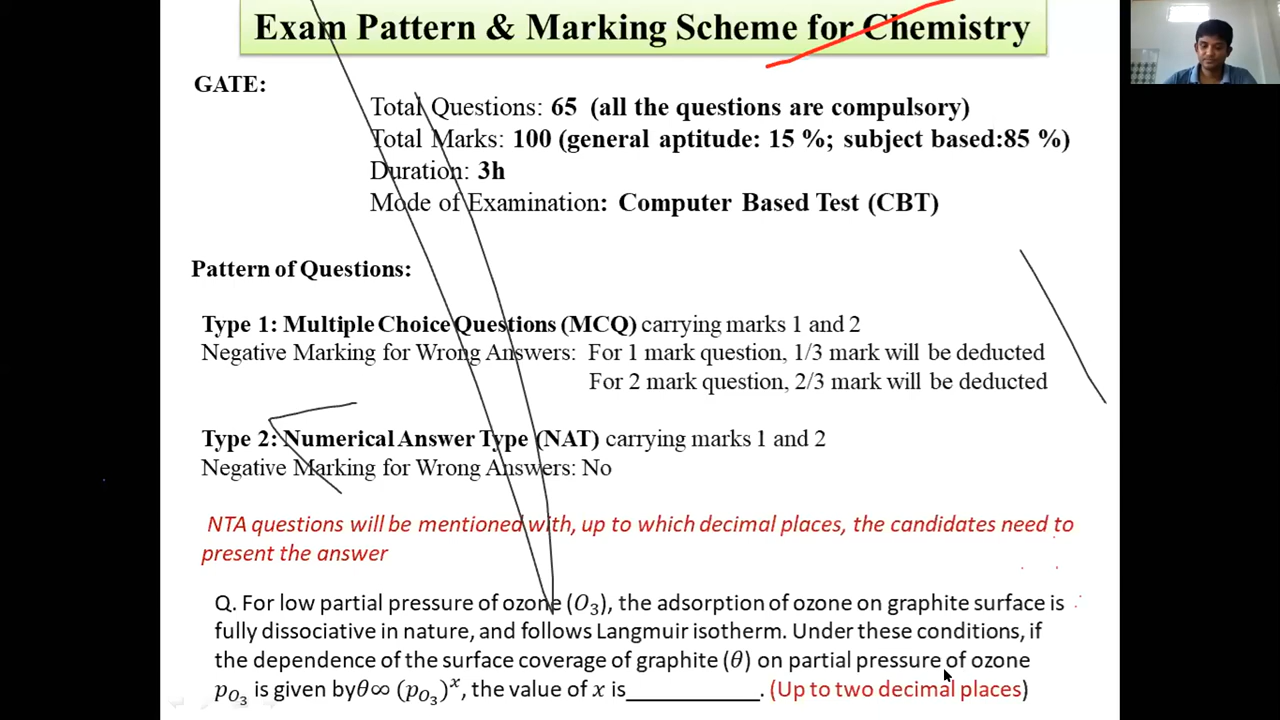 Exam Pattern & Marking Scheme for Chemistry
GATE:
Total Questions: 65 (all the questions are compulsory)
Total Marks: 100 (general aptitude: 15 %; subject based:85 %)
Duration: 3h
Mode of Examination: Computer Based Test (CBT)
Pattern of Questions:
Type 1: Multiple Choice Questions (MCQ) carrying marks 1 and 2
Negative Marking for Wrong Answers: For 1 mark question, 1/3 mark will be deducted
For 2 mark question, 2/3 mark will be deducted
Type 2: Numerical Answer Type (NAT) carrying marks 1 and 2
Negative Marking for Wrong Answers: No
NTA questions will be mentioned with, up to which decimal places, the candidates need to
present the answer
Q. For low partial pressure of ozone (O₃), the adsorption of ozone on graphite surface is
fully dissociative in nature, and follows Langmuir isotherm. Under these conditions, if
the dependence of the surface coverage of graphite (θ) on partial pressure of ozone
p_{O₃} is given byθ∞ (p_{O₃})ˣ, the value of x is____________. (Up to two decimal places)